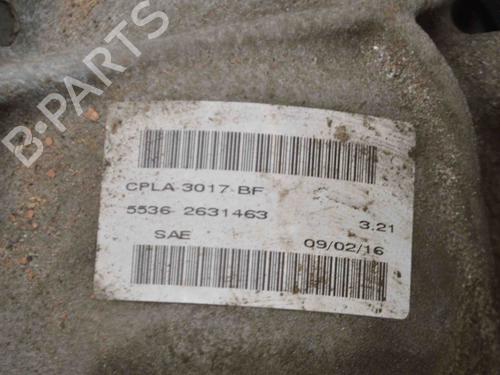 B-PARTS
CPLA-3017-BF
5536 2631463 3.21
SAE 09/02/16